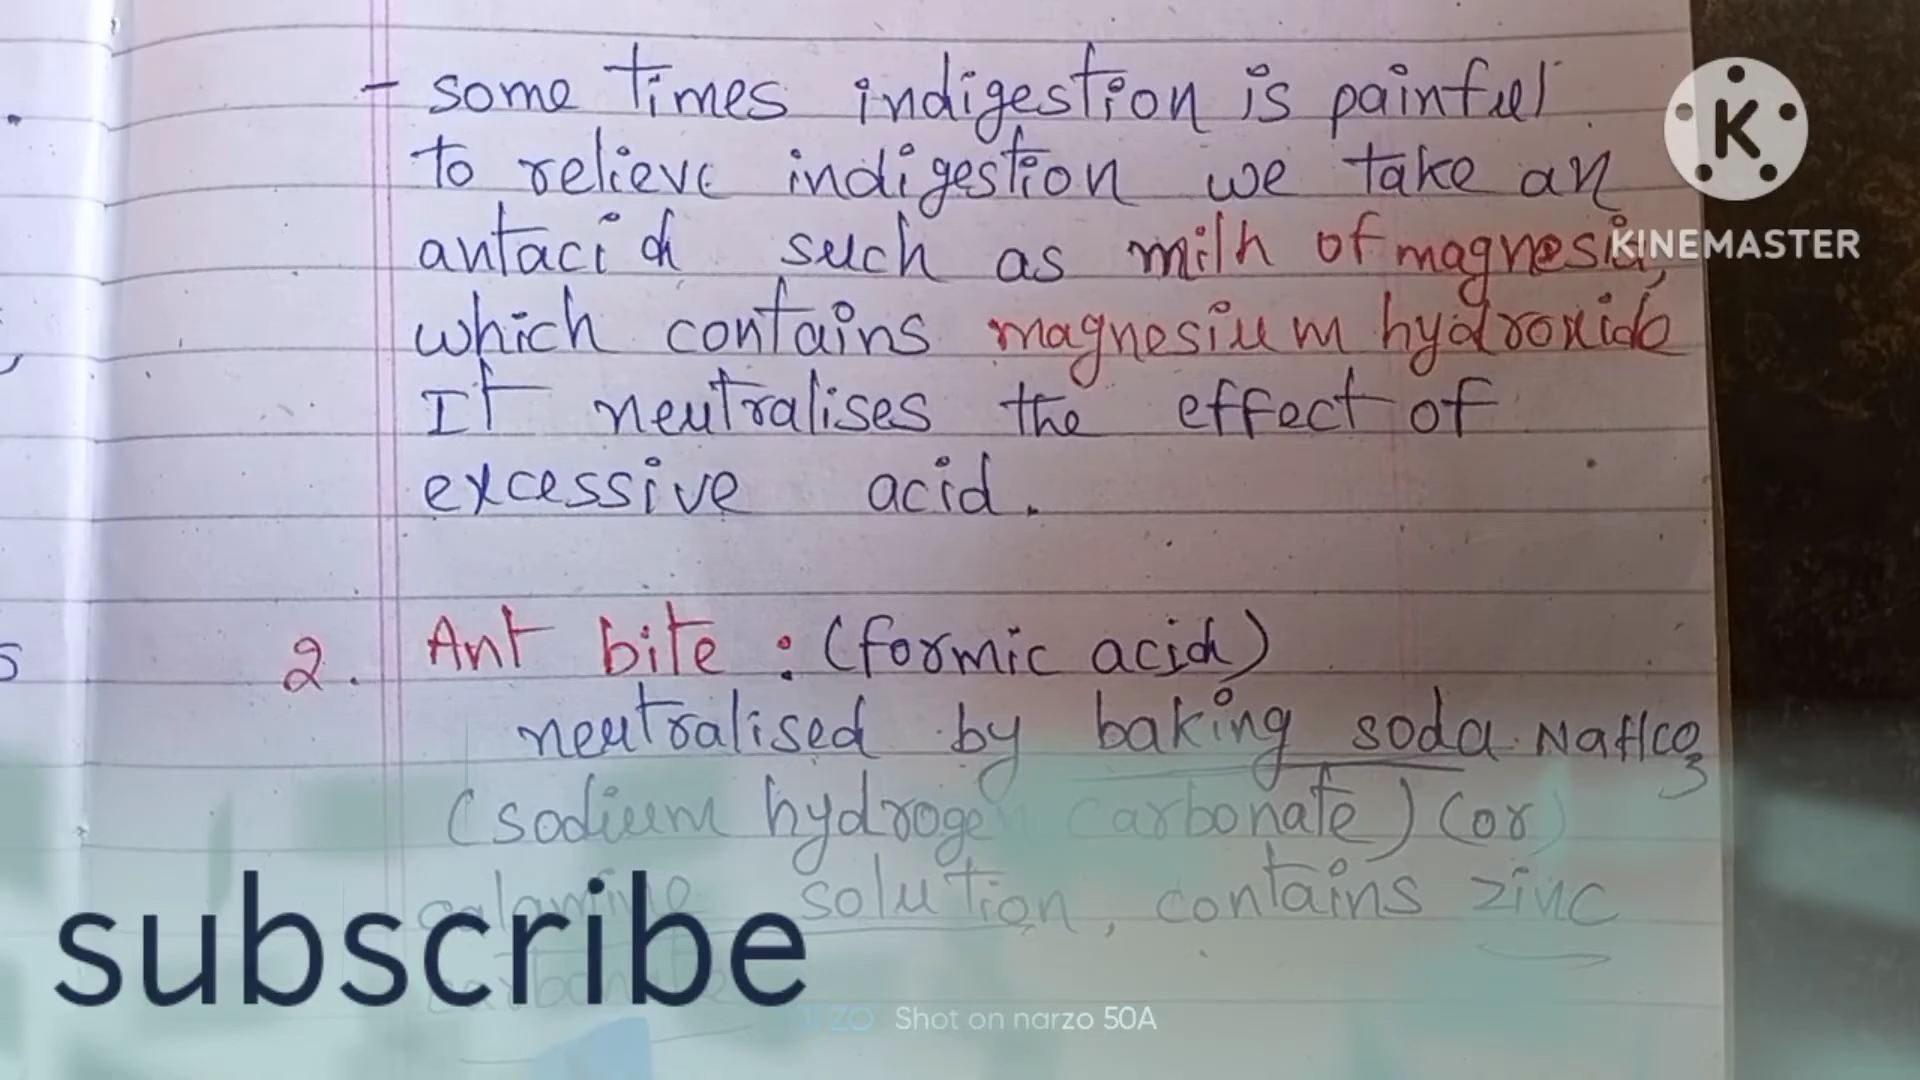 - some times indigestion is painful
to relieve indigestion we take an
antacid such as milk of magnesia,
which contains magnesium hydroxide
It neutralises the effect of
excessive acid.
2. Ant bite : (formic acid)
neutralised by baking soda NaHCO3
(sodium hydrogen carbonate) (or)
calamine solution, contains zinc
carbonate
subscribe
K
KINEMASTER
Shot on narzo 50A